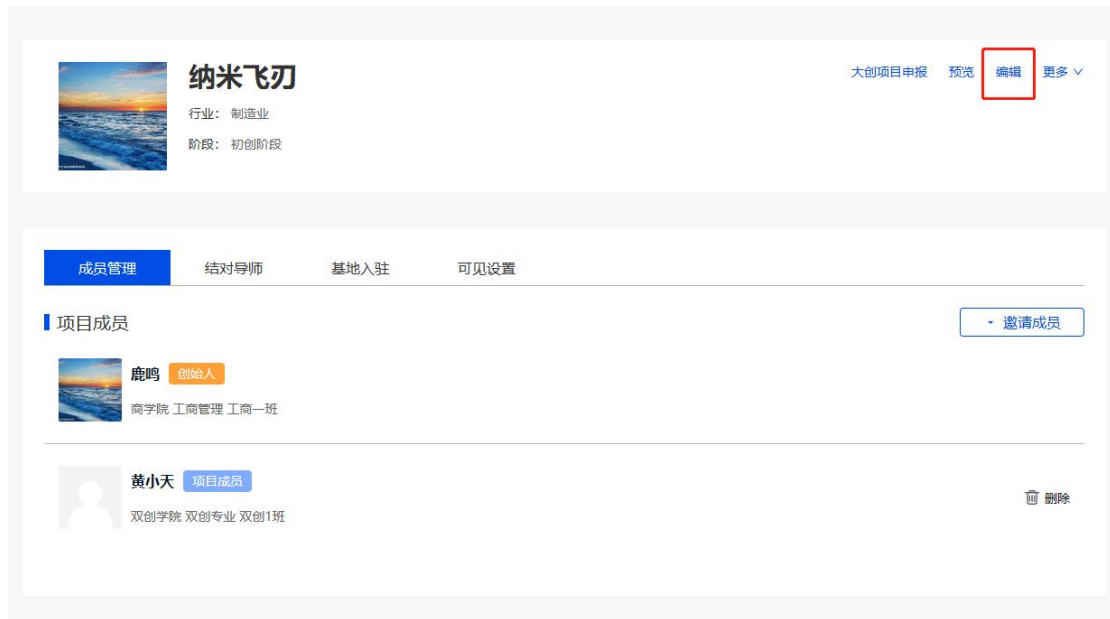 纳米飞刃
大创项目申报 预览 编辑 更多
行业： 制造业
阶段： 初创阶段
成员管理 结对导师 基地入驻 可见设置
项目成员
邀请成员
鹿鸣 创始人
商学院 工商管理 工商一班
黄小天 项目成员
双创学院 双创专业 双创1班
删除